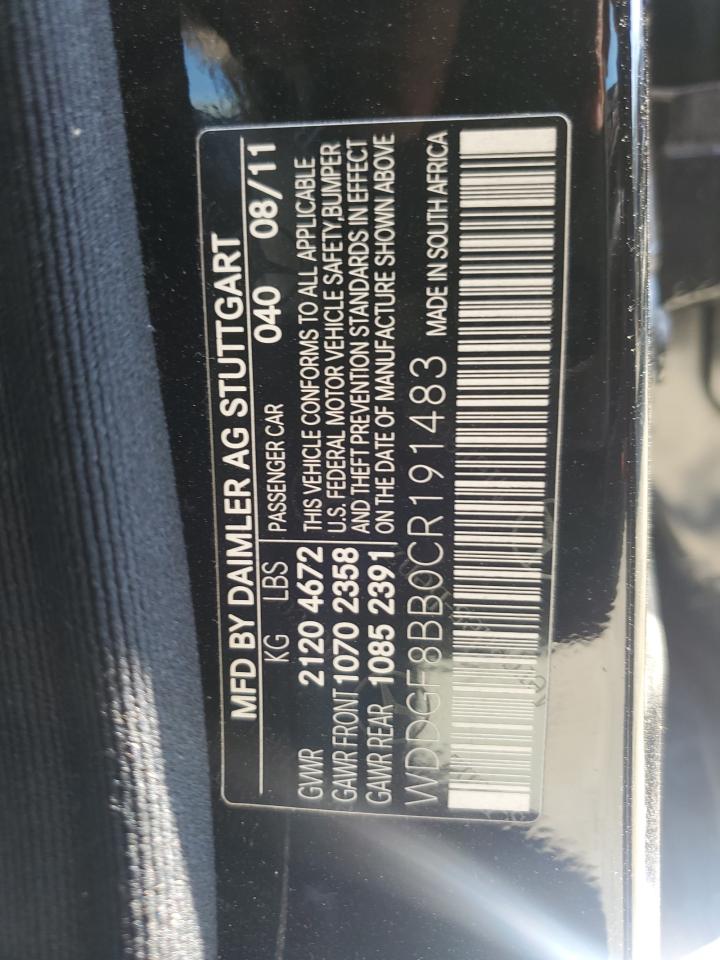 MFD BY DAIMLER AG STUTTGART
KG LBS PASSENGER CAR 040 08/11
GVWR 2120 4672
GAWR FRONT 1070 2358
GAWR REAR 1085 2391
THIS VEHICLE CONFORMS TO ALL APPLICABLE
U.S. FEDERAL MOTOR VEHICLE SAFETY,BUMPER
AND THEFT PREVENTION STANDARDS IN EFFECT
ON THE DATE OF MANUFACTURE SHOWN ABOVE
WDDGF8BB0CR191483 MADE IN SOUTH AFRICA